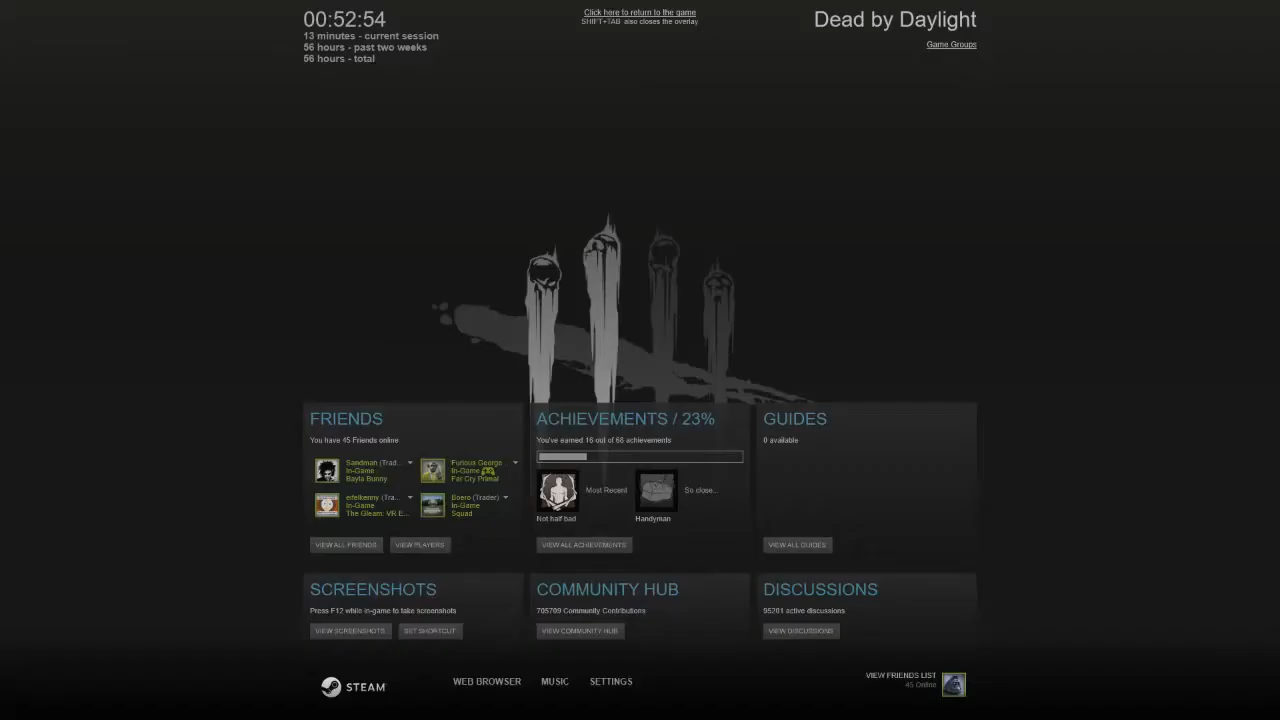 00:52:54
13 minutes - current session
56 hours - past two weeks
56 hours - total
Click here to return to the game
SHIFT+TAB also closes the overlay
Dead by Daylight
Game Groups
FRIENDS
You have 45 Friends online
Sandman (Trad...
In-Game
Bayla Bunny
Furious George
In-Game
Far Cry Primal
eifelkenny (Tra...
In-Game
The Gleam: VR E...
Boero (Trader)
In-Game
Squad
VIEW ALL FRIENDS
VIEW PLAYERS
ACHIEVEMENTS / 23%
You've earned 16 out of 68 achievements
Most Recent
Not half bad
So close...
Handyman
VIEW ALL ACHIEVEMENTS
GUIDES
0 available
VIEW ALL GUIDES
SCREENSHOTS
Press F12 while in-game to take screenshots
VIEW SCREENSHOTS
SET SHORTCUT
COMMUNITY HUB
705709 Community Contributions
VIEW COMMUNITY HUB
DISCUSSIONS
95201 active discussions
VIEW DISCUSSIONS
STEAM
WEB BROWSER
MUSIC
SETTINGS
VIEW FRIENDS LIST
45 Online